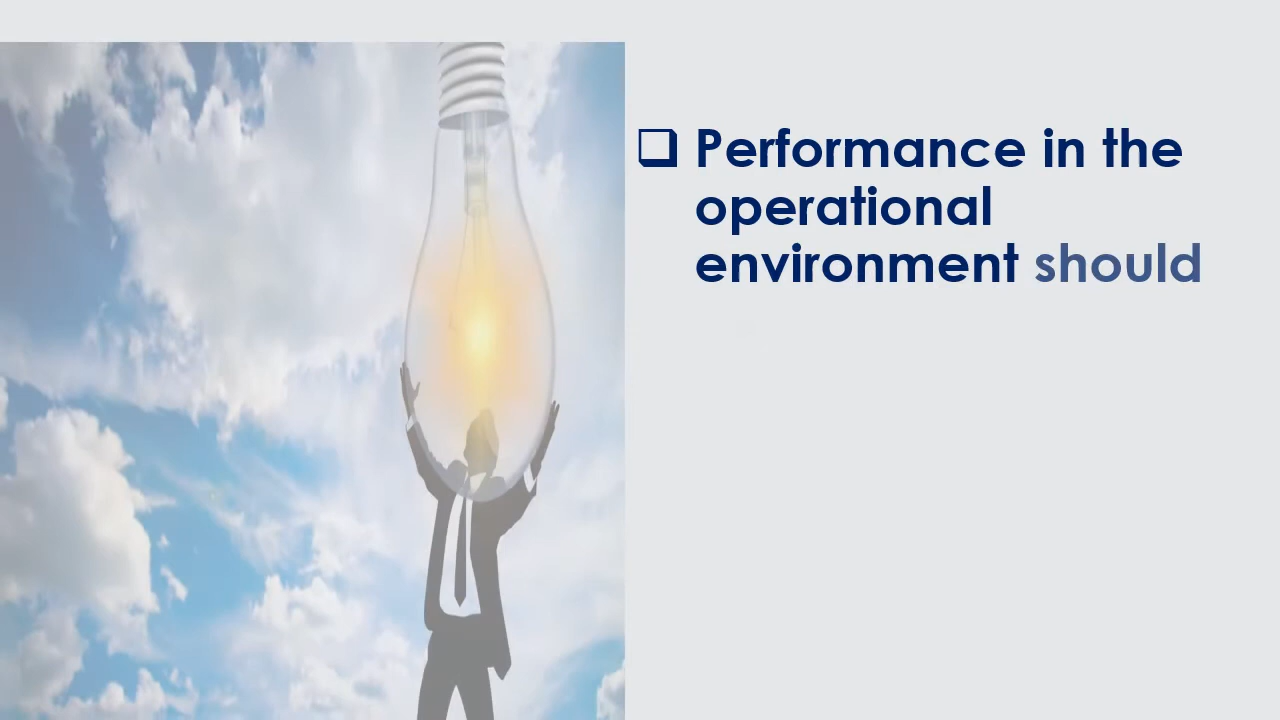 ❑ Performance in the
operational
environment should